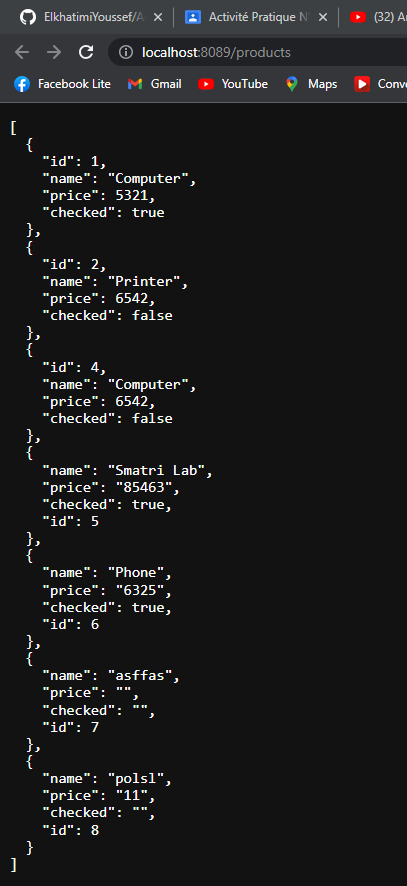 ElkhatimiYoussef/A
Activité Pratique N
(32) A
localhost:8089/products
Facebook Lite
Gmail
YouTube
Maps
Conv
[
  {
    "id": 1,
    "name": "Computer",
    "price": 5321,
    "checked": true
  },
  {
    "id": 2,
    "name": "Printer",
    "price": 6542,
    "checked": false
  },
  {
    "id": 4,
    "name": "Computer",
    "price": 6542,
    "checked": false
  },
  {
    "name": "Smatri Lab",
    "price": "85463",
    "checked": true,
    "id": 5
  },
  {
    "name": "Phone",
    "price": "6325",
    "checked": true,
    "id": 6
  },
  {
    "name": "asffas",
    "price": "",
    "checked": "",
    "id": 7
  },
  {
    "name": "polsl",
    "price": "11",
    "checked": "",
    "id": 8
  }
]